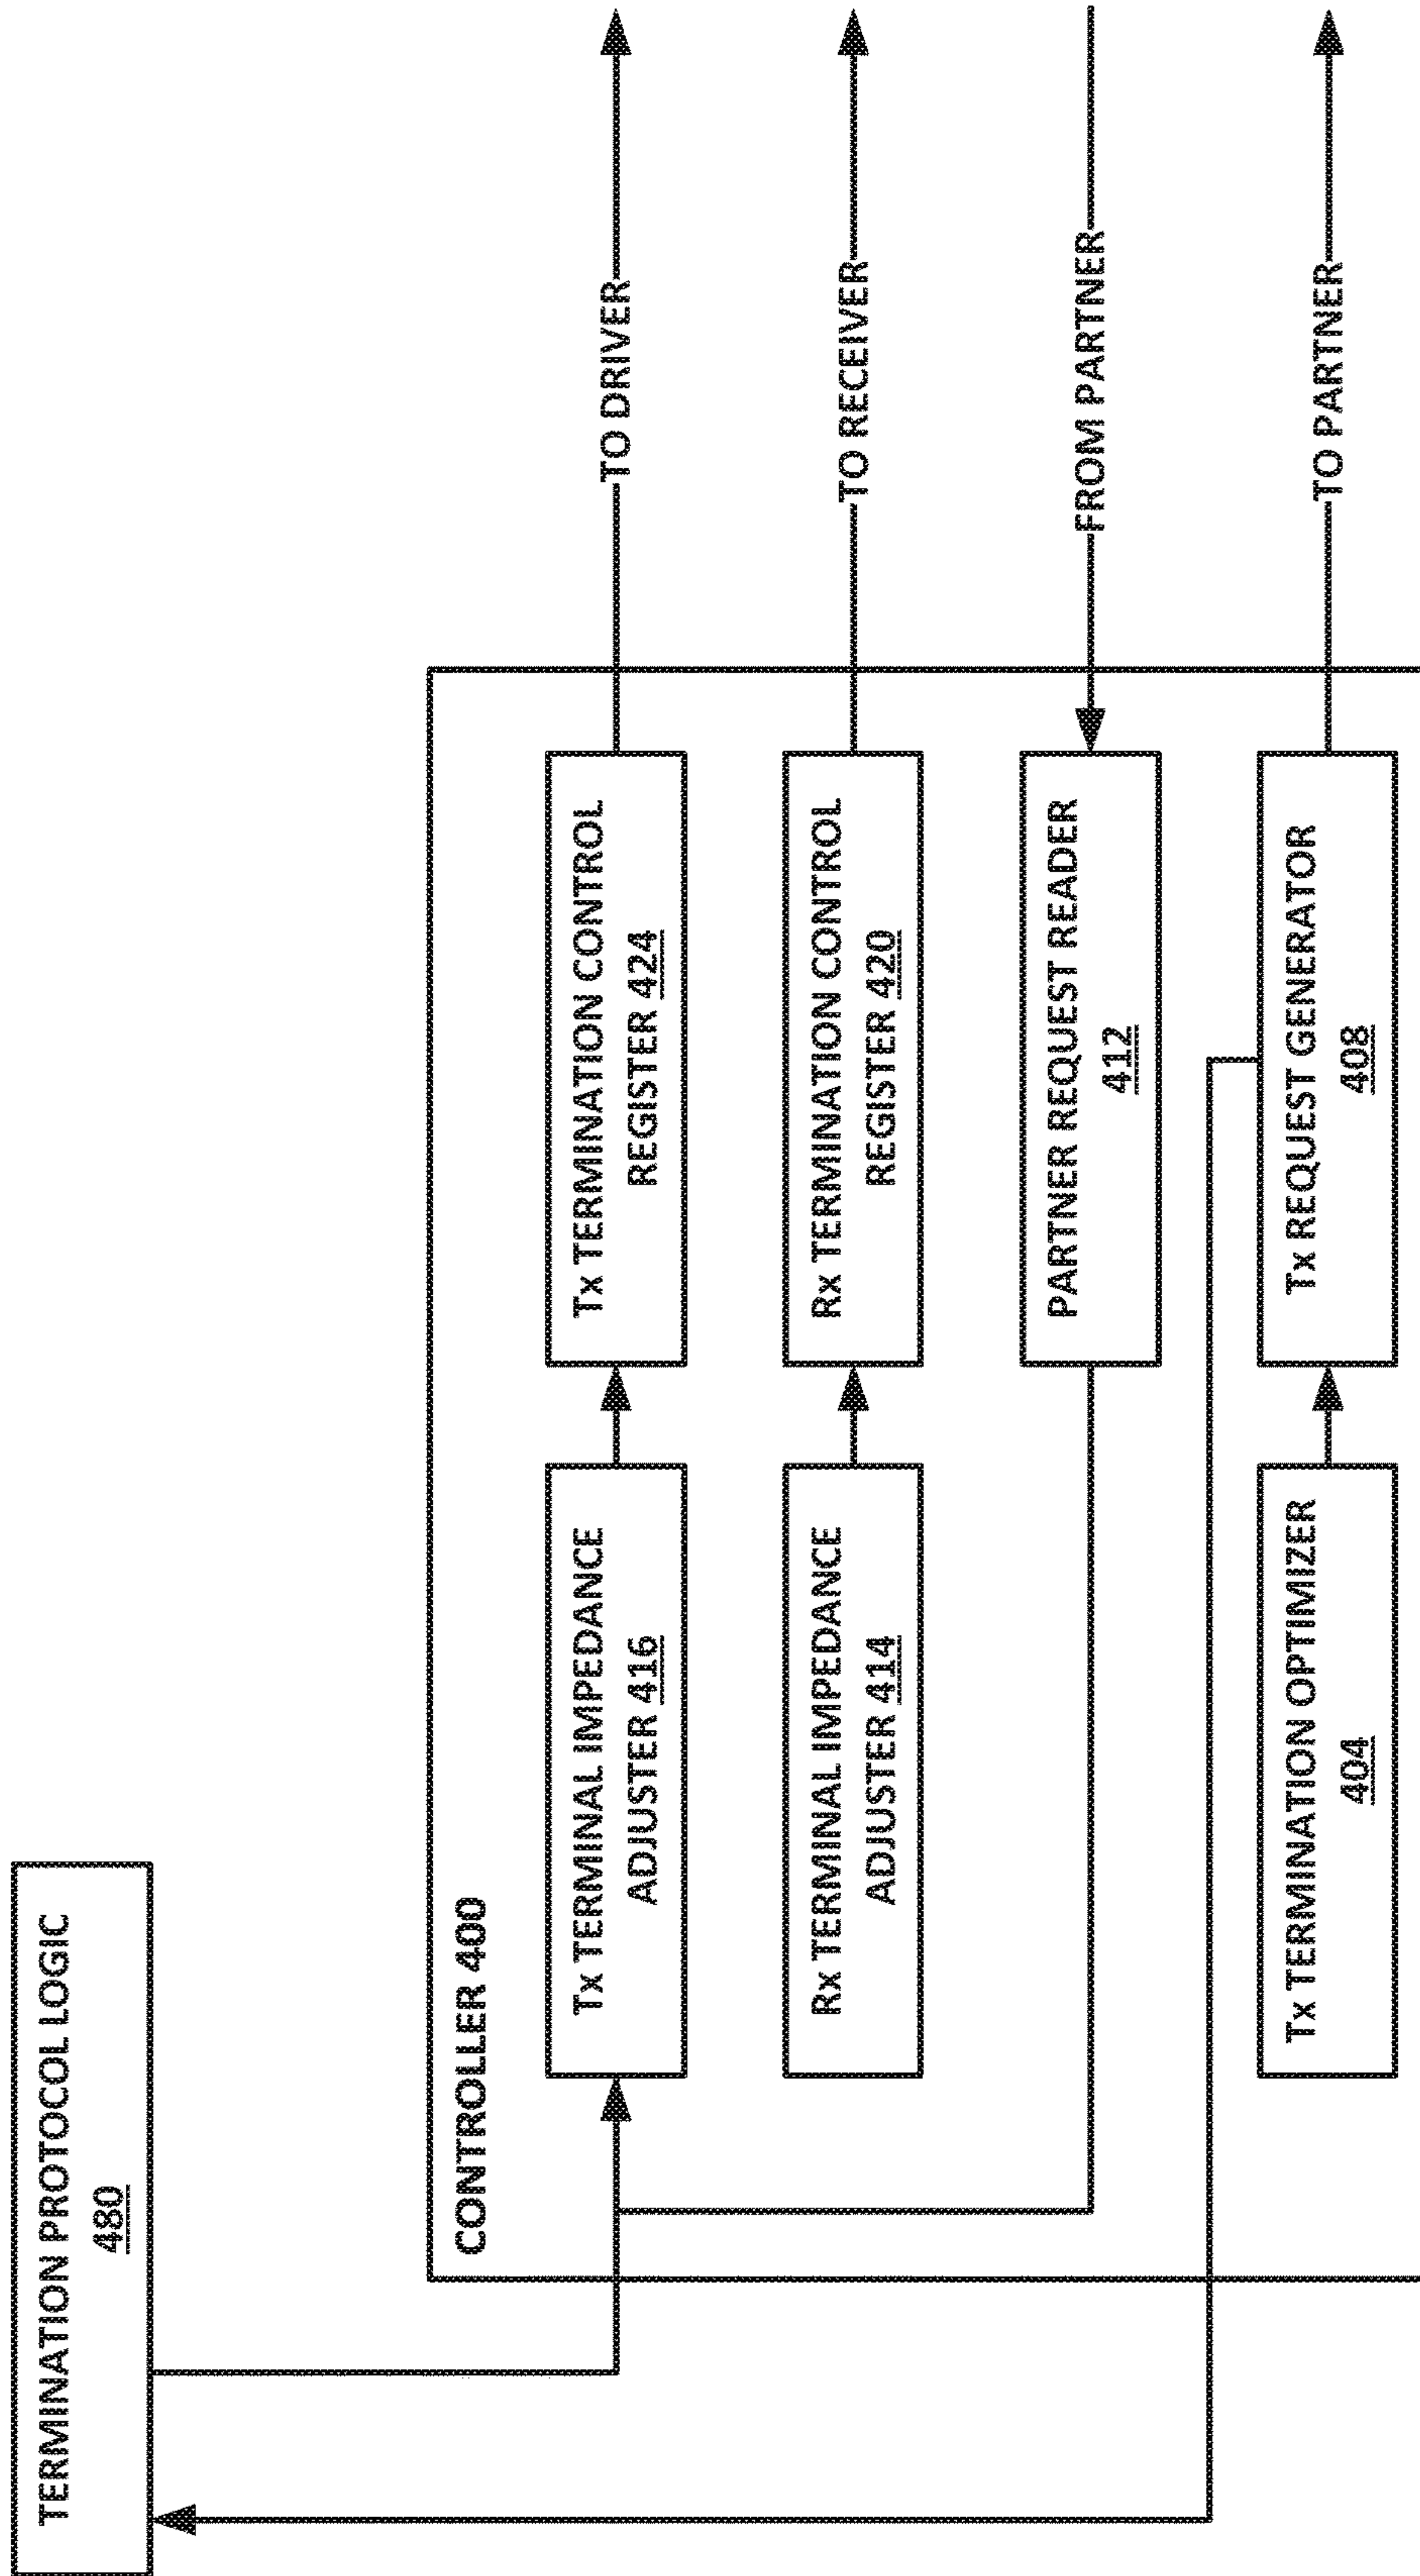 TERMINATION PROTOCOL LOGIC
480
CONTROLLER 400
Tx TERMINAL IMPEDANCE
ADJUSTER 416
Tx TERMINATION CONTROL
REGISTER 424
TO DRIVER
Rx TERMINAL IMPEDANCE
ADJUSTER 414
Rx TERMINATION CONTROL
REGISTER 420
TO RECEIVER
PARTNER REQUEST READER
412
FROM PARTNER
Tx TERMINATION OPTIMIZER
404
Tx REQUEST GENERATOR
408
TO PARTNER